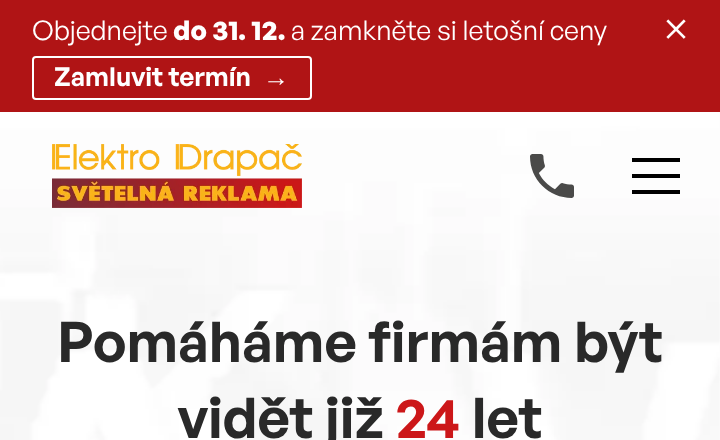 Objednejte do 31. 12. a zamkněte si letošní ceny
Zamluvit termín →
Elektro Drapač
SVĚTELNÁ REKLAMA
Pomáháme firmám být
vidět již 24 let